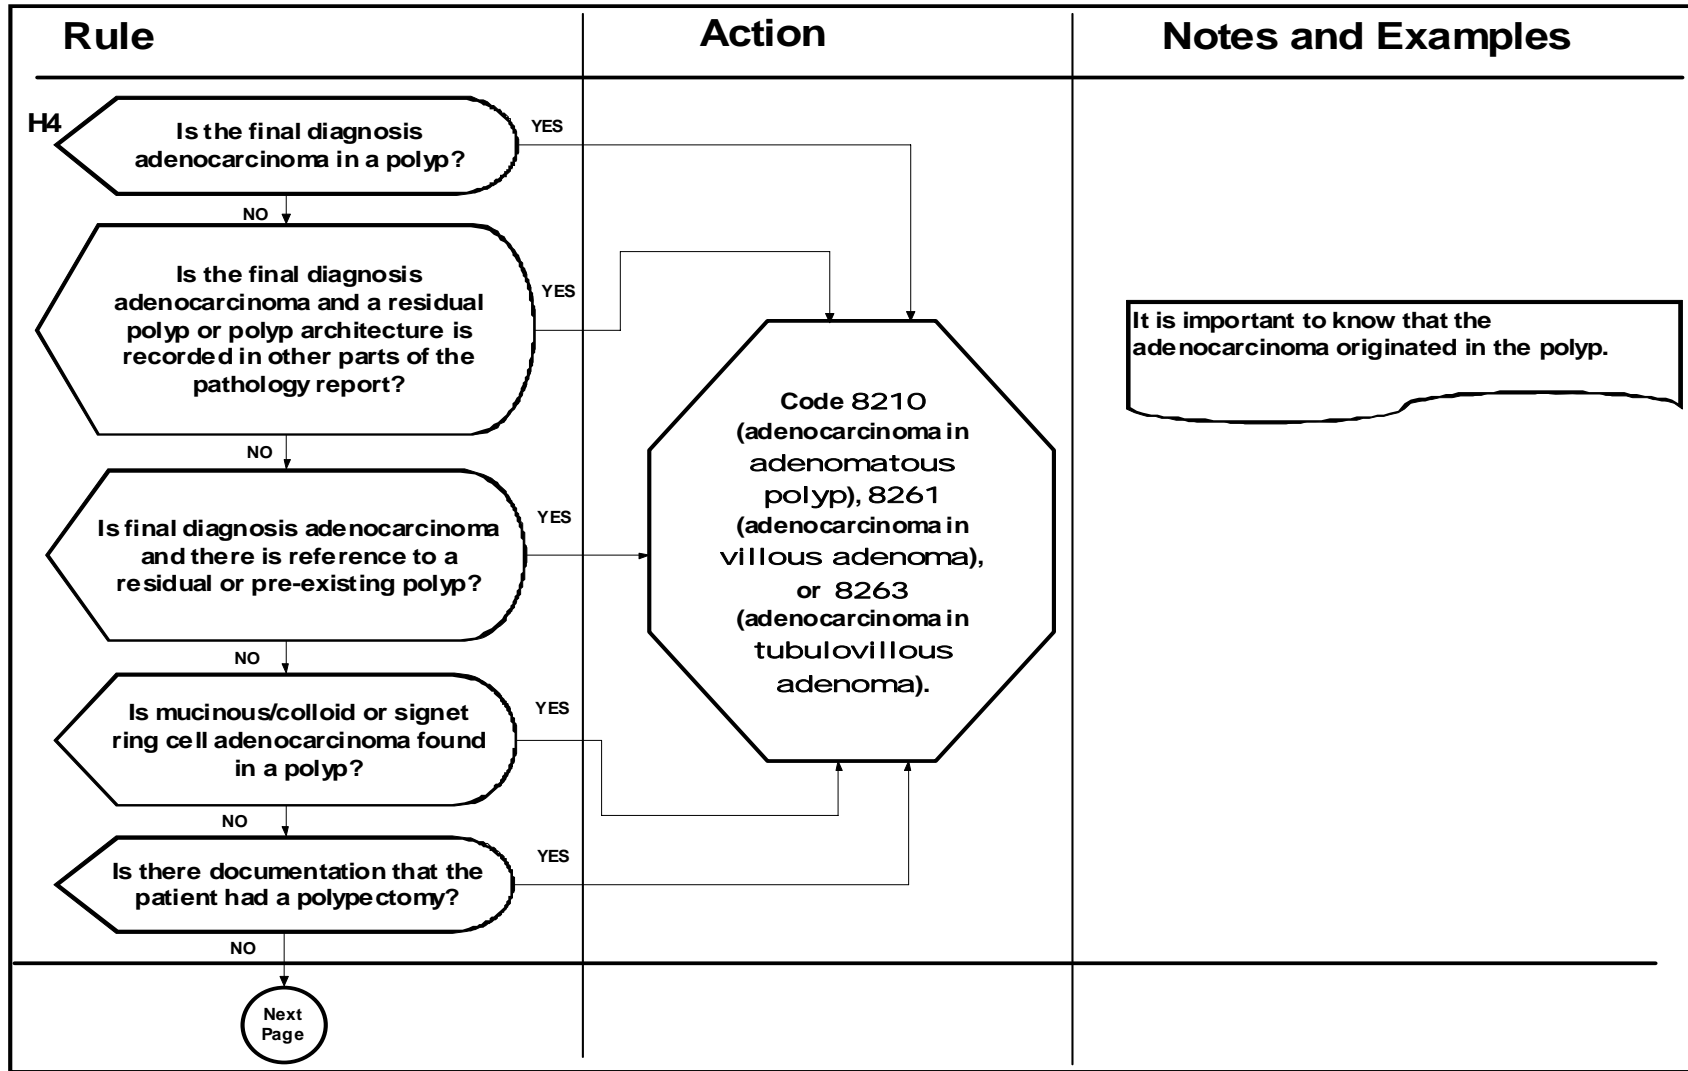 Rule
Action
Notes and Examples
H4
Is the final diagnosis
adenocarcinoma in a polyp?
YES
NO
Is the final diagnosis
adenocarcinoma and a residual
polyp or polyp architecture is
recorded in other parts of the
pathology report?
YES
NO
Is final diagnosis adenocarcinoma
and there is reference to a
residual or pre-existing polyp?
YES
NO
Is mucinous/colloid or signet
ring cell adenocarcinoma found
in a polyp?
YES
NO
Is there documentation that the
patient had a polypectomy?
YES
NO
Next
Page
Code 8210
(adenocarcinoma in
adenomatous
polyp), 8261
(adenocarcinoma in
villous adenoma),
or 8263
(adenocarcinoma in
tubulovillous
adenoma).
It is important to know that the
adenocarcinoma originated in the polyp.